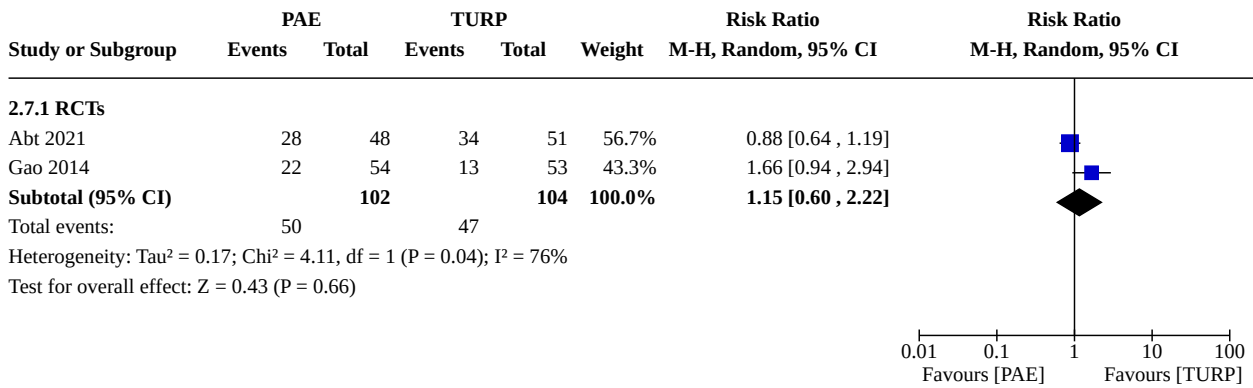 PAE TURP Risk Ratio Risk Ratio
Study or Subgroup Events Total Events Total Weight M-H, Random, 95% CI M-H, Random, 95% CI
2.7.1 RCTs
Abt 2021 28 48 34 51 56.7% 0.88 [0.64 , 1.19]
Gao 2014 22 54 13 53 43.3% 1.66 [0.94 , 2.94]
Subtotal (95% CI) 102 104 100.0% 1.15 [0.60 , 2.22]
Total events: 50 47
Heterogeneity: Tau² = 0.17; Chi² = 4.11, df = 1 (P = 0.04); I² = 76%
Test for overall effect: Z = 0.43 (P = 0.66)
0.01 0.1 1 10 100
Favours [PAE] Favours [TURP]